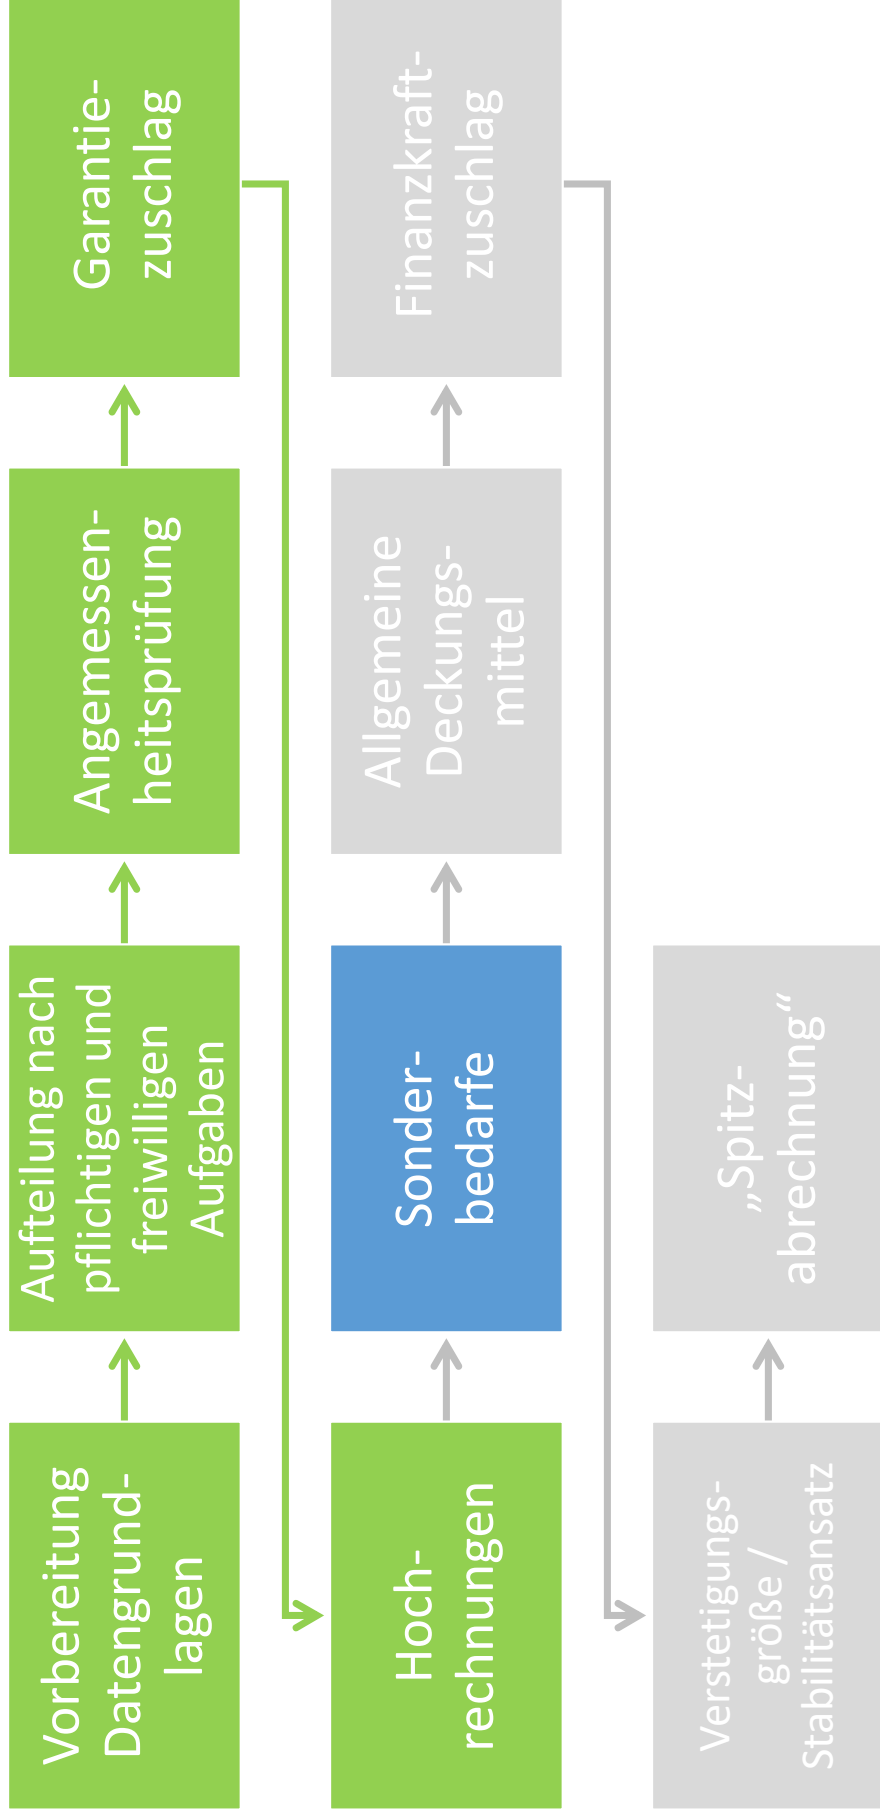 Vorbereitung
Datengrund-
lagen
Aufteilung nach
pflichtigen und
freiwilligen
Aufgaben
Angemessen-
heitsprüfung
Garantie-
zuschlag
Hoch-
rechnungen
Sonder-
bedarfe
Allgemeine
Deckungs-
mittel
Finanzkraft-
zuschlag
Verstetigungs-
größe /
Stabilitätsansatz
„Spitz-
abrechnung“